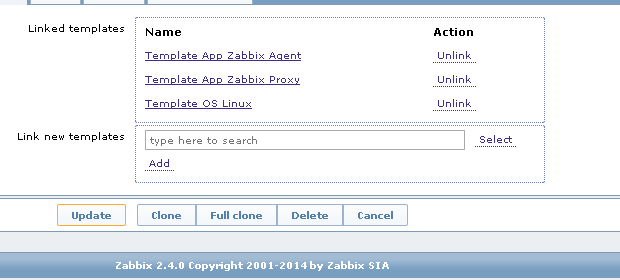 Linked templates Name Action
Template App Zabbix Agent Unlink
Template App Zabbix Proxy Unlink
Template OS Linux Unlink
Link new templates type here to search Select
Add
Update Clone Full clone Delete Cancel
Zabbix 2.4.0 Copyright 2001-2014 by Zabbix SIA